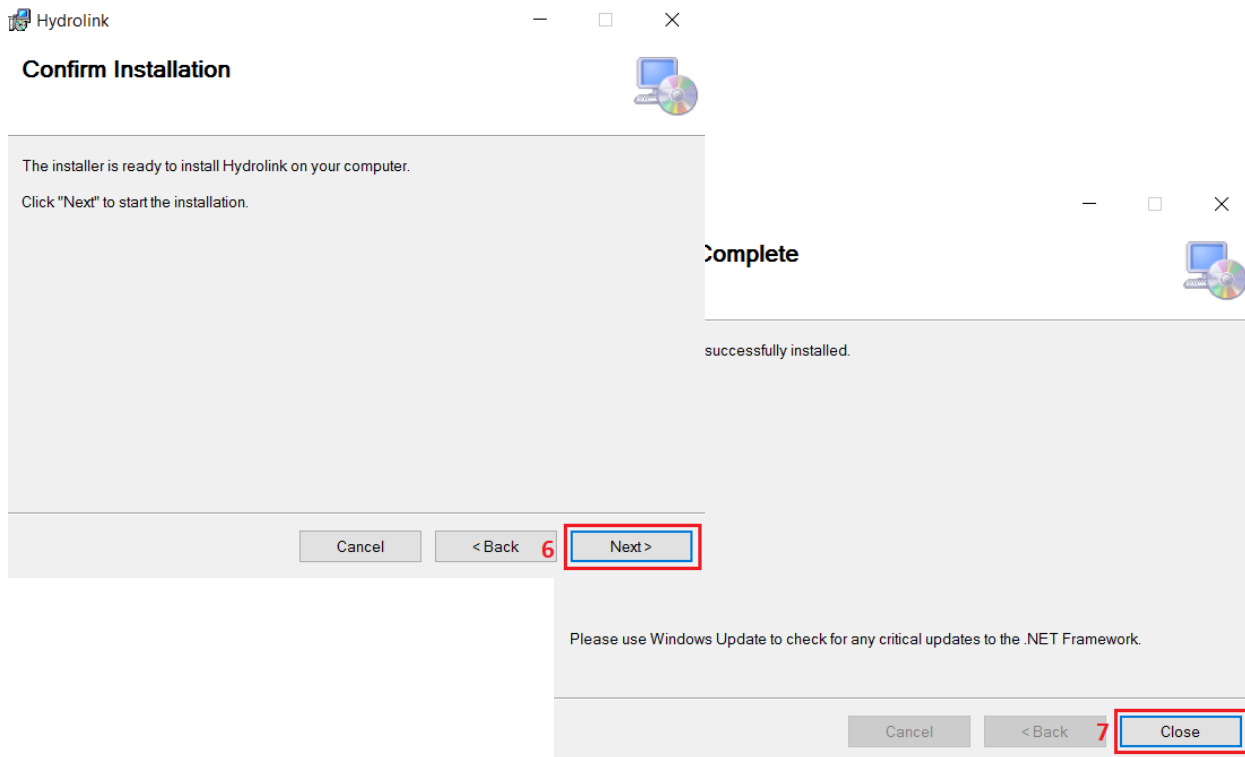 Hydrolink
Confirm Installation
The installer is ready to install Hydrolink on your computer.
Click "Next" to start the installation.
Cancel
< Back
6
Next >
Complete
successfully installed.
Please use Windows Update to check for any critical updates to the .NET Framework.
Cancel
< Back
7
Close